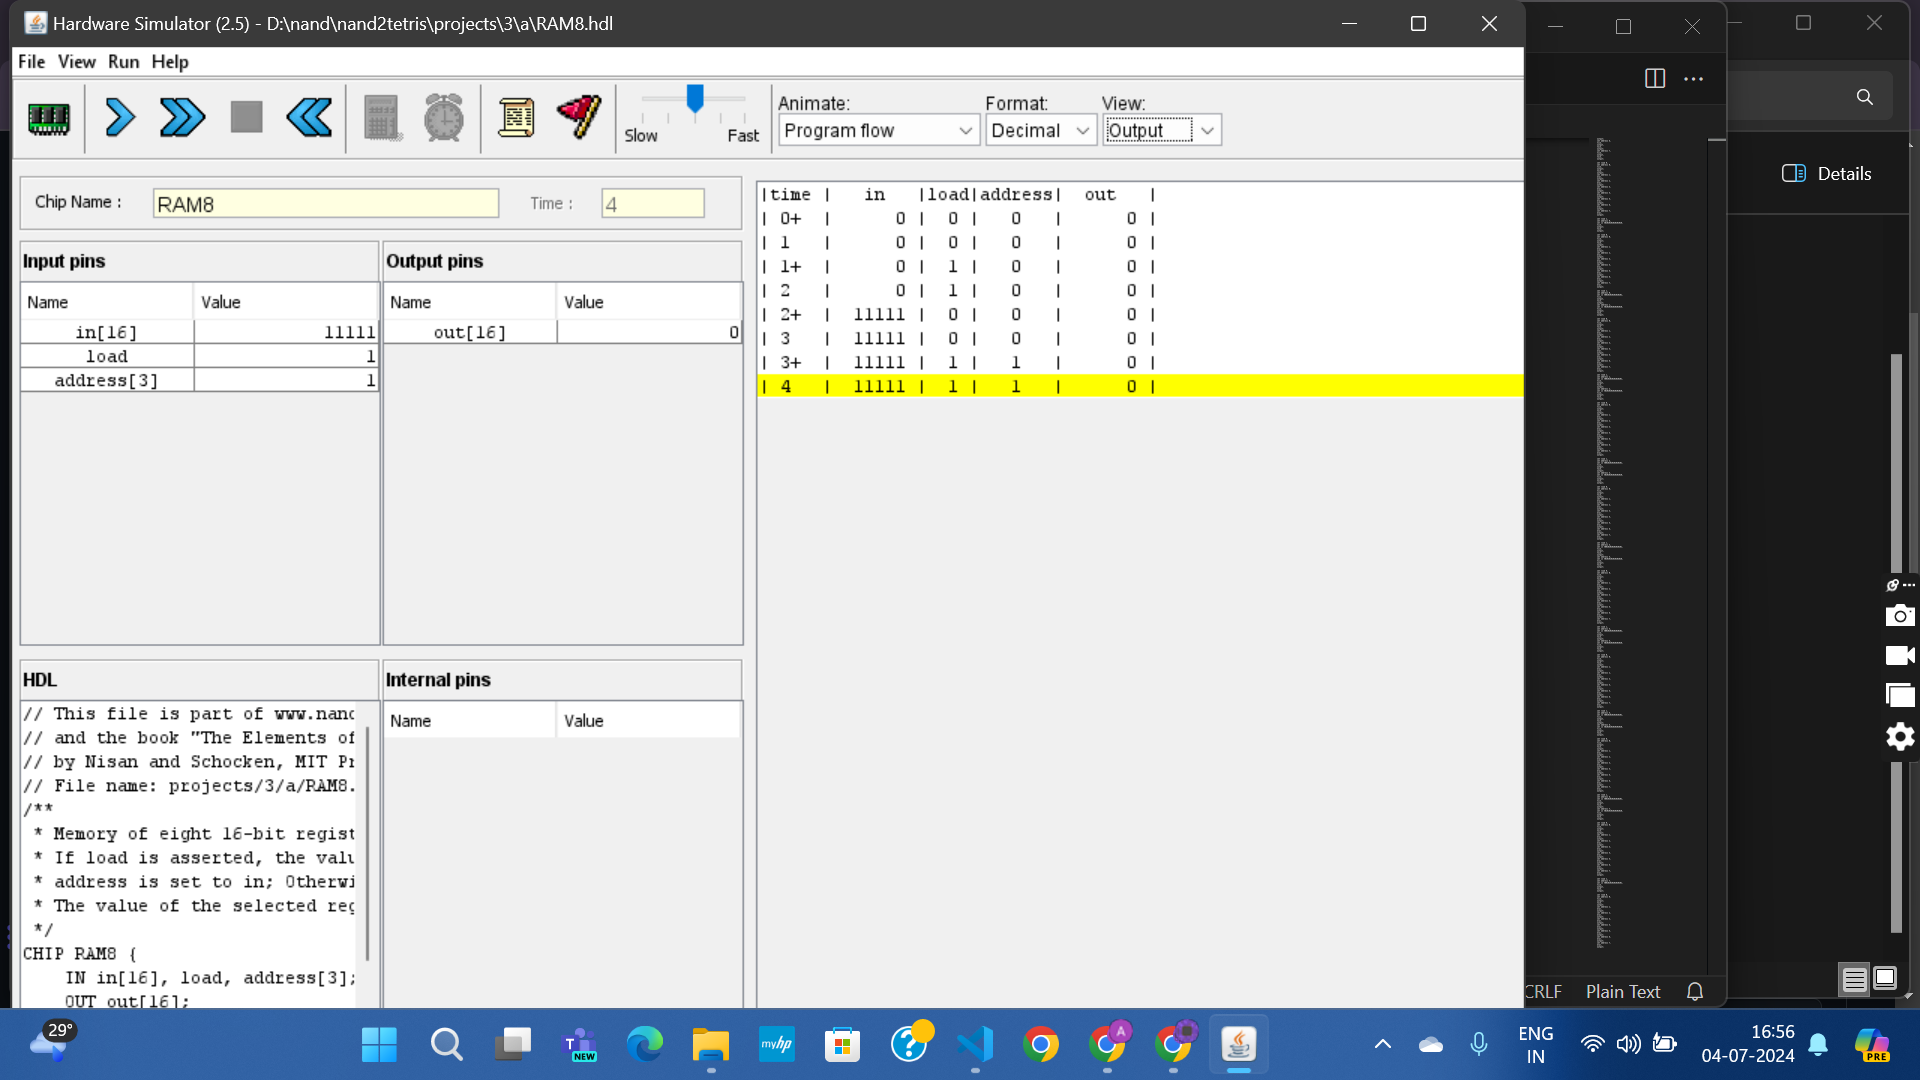 Hardware Simulator (2.5) - D:\nand\nand2tetris\projects\3\a\RAM8.hdl
File View Run Help
Slow Fast
Animate: Format: View:
Program flow Decimal Output
Details
Chip Name : RAM8 Time : 4
Input pins
Name Value
in[16] 11111
load 1
address[3] 1
Output pins
Name Value
out[16] 0
|time | in |load|address| out |
| 0+ | 0 | 0 | 0 | 0 |
| 1 | 0 | 0 | 0 | 0 |
| 1+ | 0 | 1 | 0 | 0 |
| 2 | 0 | 1 | 0 | 0 |
| 2+ | 11111 | 0 | 0 | 0 |
| 3 | 11111 | 0 | 0 | 0 |
| 3+ | 11111 | 1 | 1 | 0 |
| 4 | 11111 | 1 | 1 | 0 |
HDL
// This file is part of www.nand
// and the book "The Elements of
// by Nisan and Schocken, MIT Pr
// File name: projects/3/a/RAM8.
/**
* Memory of eight 16-bit regist
* If load is asserted, the valu
* address is set to in; Otherwi
* The value of the selected reg
*/
CHIP RAM8 {
IN in[16], load, address[3];
OUT out[16];
Internal pins
Name Value
CRLF Plain Text
29°
NEW
myhp
A
ENG
IN
16:56
04-07-2024
PRE